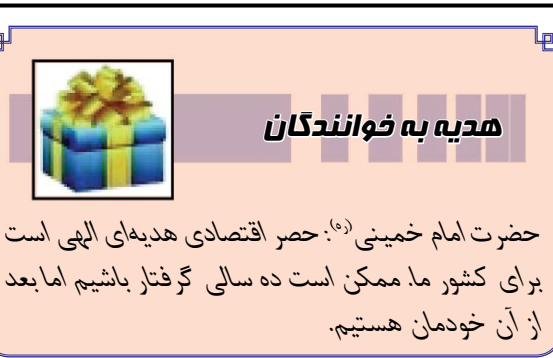 هدیه به خوانندگان
حضرت امام خمینی(ره): حصر اقتصادی هدیه‌ای الهی است
برای کشور ما. ممکن است ده سالی گرفتار باشیم اما بعد
از آن خودمان هستیم.